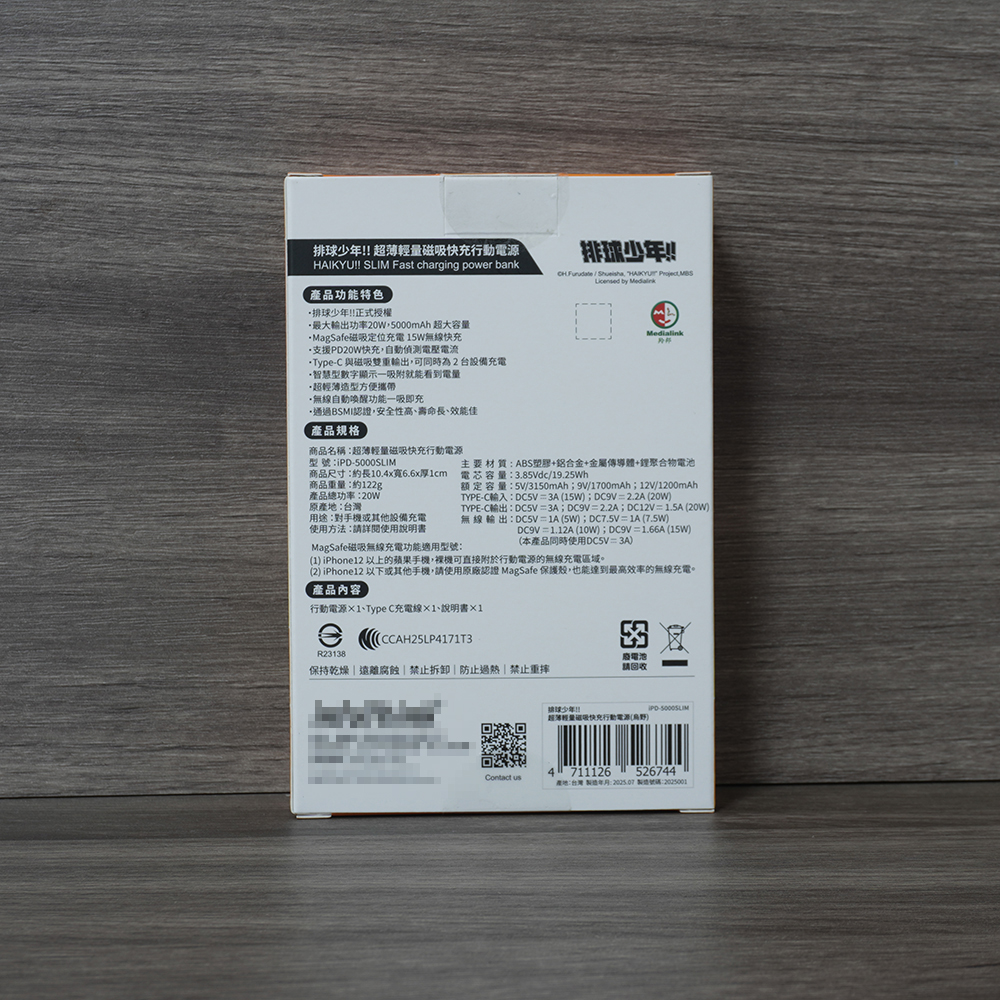 排球少年!! 超薄輕量磁吸快充行動電源
HAIKYU!! SLIM Fast charging power bank
排球少年!!
©H.Furudate / Shueisha, "HAIKYU!!" Project,MBS
Licensed by Medialink
Medialink
羚邦
產品功能特色
・排球少年!!正式授權
・最大輸出功率20W，5000mAh 超大容量
・MagSafe磁吸定位充電 15W無線快充
・支援PD20W快充，自動偵測電壓電流
・Type-C 與磁吸雙重輸出，可同時為 2 台設備充電
・智慧型數字顯示一吸附就能看到電量
・超輕薄造型方便攜帶
・無線自動喚醒功能一吸即充
・通過BSMI認證，安全性高、壽命長、效能佳
產品規格
商品名稱：超薄輕量磁吸快充行動電源
型 號：iPD-5000SLIM
商品尺寸：約長10.4x寬6.6x厚1cm
商品重量：約122g
產品總功率：20W
原產地：台灣
用途：對手機或其他設備充電
使用方法：請詳閱使用說明書
主要材質：ABS塑膠+鋁合金+金屬傳導體+鋰聚合物電池
電芯容量：3.85Vdc/19.25Wh
額定容量：5V/3150mAh；9V/1700mAh；12V/1200mAh
TYPE-C輸入：DC5V⎓3A (15W)；DC9V⎓2.2A (20W)
TYPE-C輸出：DC5V⎓3A；DC9V⎓2.2A；DC12V⎓1.5A (20W)
無線輸出：DC5V⎓1A (5W)；DC7.5V⎓1A (7.5W)
DC9V⎓1.12A (10W)；DC9V⎓1.66A (15W)
（本產品同時使用DC5V⎓3A）
MagSafe磁吸無線充電功能適用型號：
(1) iPhone12 以上的蘋果手機，裸機可直接附於行動電源的無線充電區域。
(2) iPhone12 以下或其他手機，請使用原廠認證 MagSafe 保護殼，也能達到最高效率的無線充電。
產品內容
行動電源×1、Type C充電線×1、說明書×1
R23138
CCAH25LP4171T3
廢電池
請回收
保持乾燥｜遠離腐蝕｜禁止拆卸｜防止過熱｜禁止重摔
Contact us
排球少年!! iPD-5000SLIM
超薄輕量磁吸快充行動電源(烏野)
4 711126 526744
產地：台灣 製造年月：2025.07 製造號碼：2025001